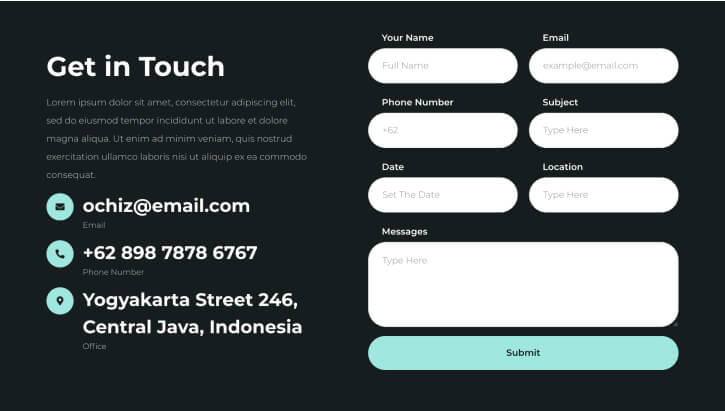 Get in Touch
Lorem ipsum dolor sit amet, consectetur adipiscing elit,
sed do eiusmod tempor incididunt ut labore et dolore
magna aliqua. Ut enim ad minim veniam, quis nostrud
exercitation ullamco laboris nisi ut aliquip ex ea commodo
consequat.
ochiz@email.com
Email
+62 898 7878 6767
Phone Number
Yogyakarta Street 246,
Central Java, Indonesia
Office
Your Name
Full Name
Email
example@email.com
Phone Number
+62
Subject
Type Here
Date
Set The Date
Location
Type Here
Messages
Type Here
Submit